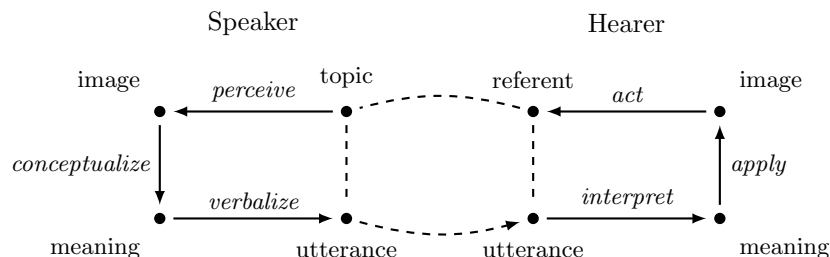 Speaker Hearer
image perceive topic referent act image
conceptualize apply
verbalize interpret
meaning utterance utterance meaning